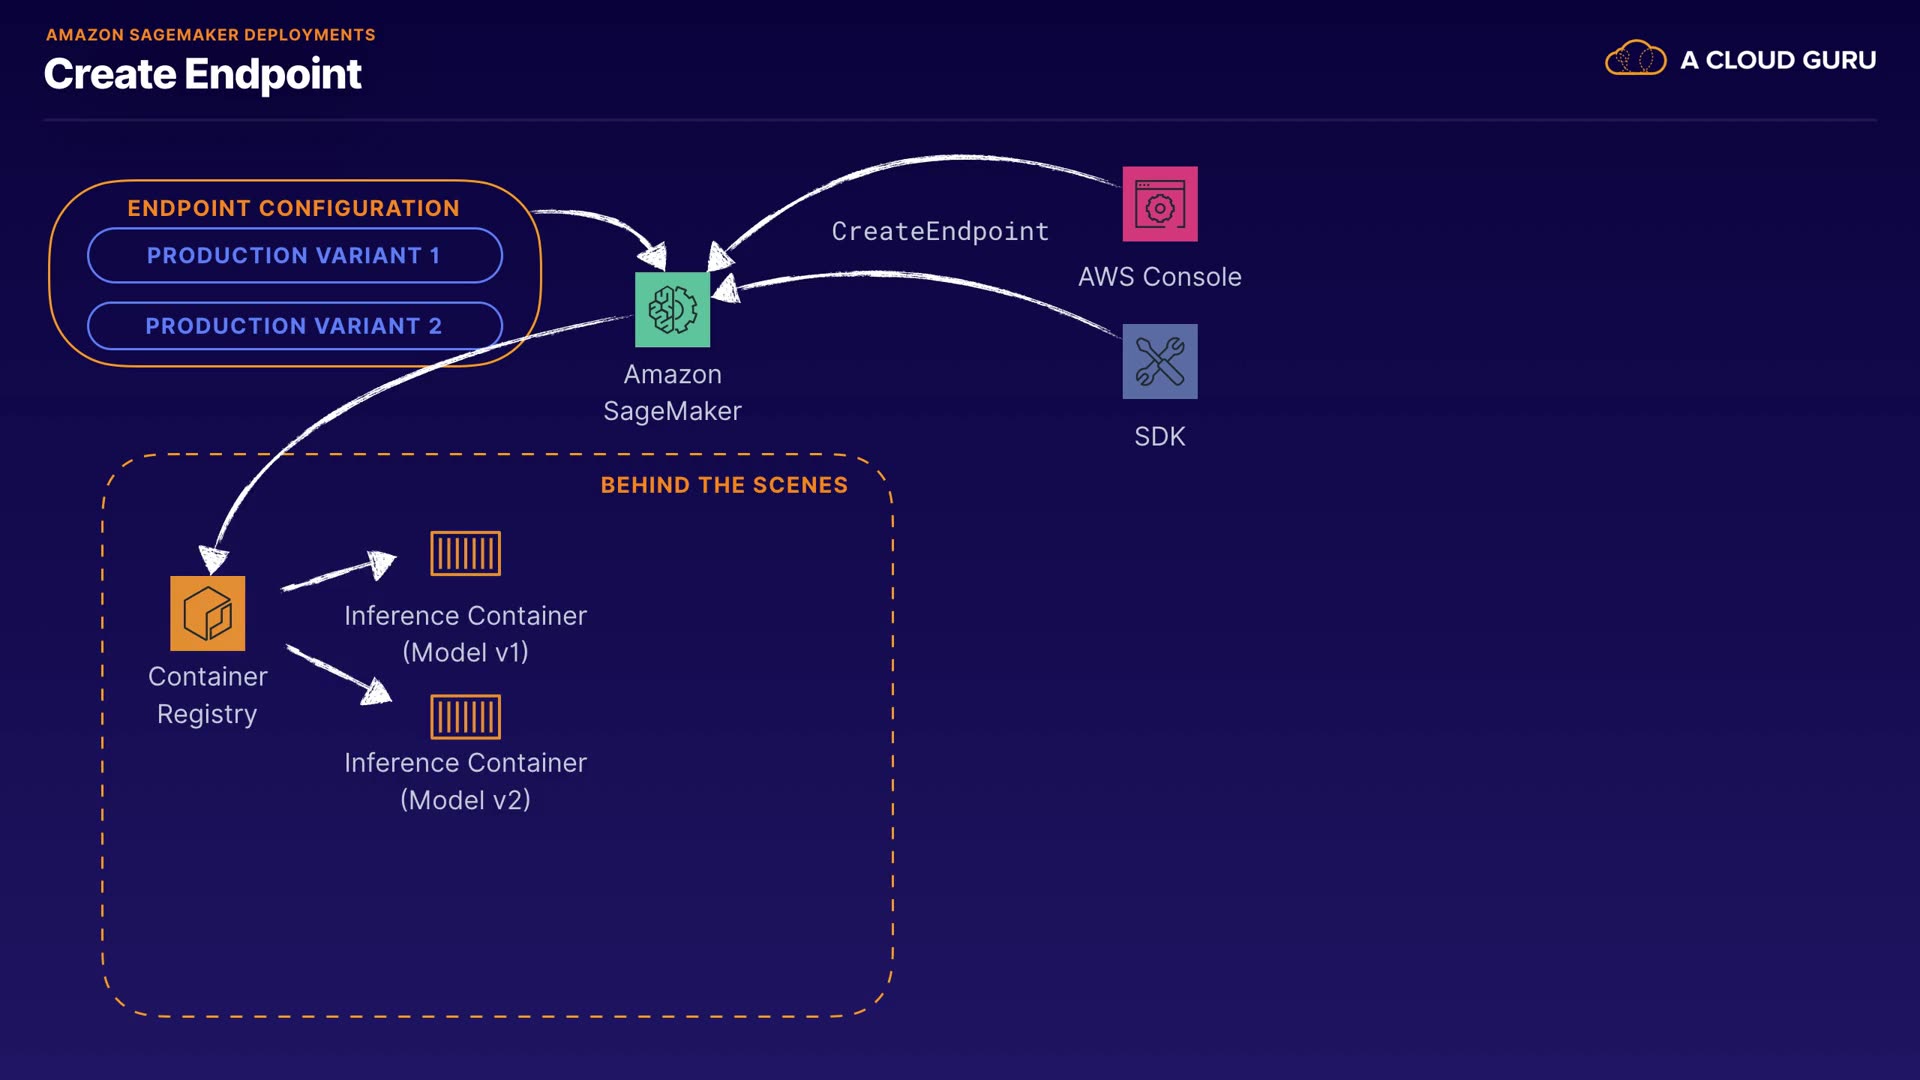 AMAZON SAGEMAKER DEPLOYMENTS
Create Endpoint
A CLOUD GURU
ENDPOINT CONFIGURATION
PRODUCTION VARIANT 1
PRODUCTION VARIANT 2
CreateEndpoint
AWS Console
Amazon
SageMaker
SDK
BEHIND THE SCENES
Inference Container
(Model v1)
Container
Registry
Inference Container
(Model v2)